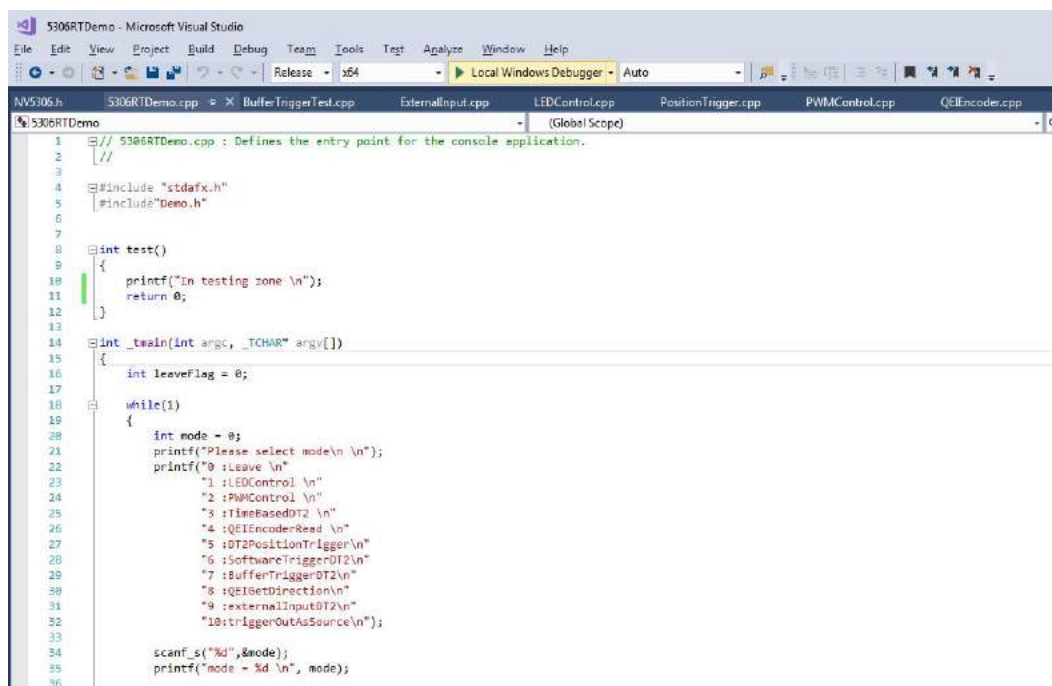 5306RTDemo - Microsoft Visual Studio
File Edit View Project Build Debug Team Tools Test Analyze Window Help
Release x64 Local Windows Debugger Auto
NV5306.h 5306RTDemo.cpp BufferTriggerTest.cpp ExternalInput.cpp LEDControl.cpp PositionTrigger.cpp PWMControl.cpp QEIEncoder.cpp
5306RTDemo (Global Scope)
1 // 5306RTDemo.cpp : Defines the entry point for the console application.
2 //
3
4 #include "stdafx.h"
5 #include"Demo.h"
6
7
8 int test()
9 {
10 printf("In testing zone \n");
11 return 0;
12 }
13
14 int _tmain(int argc, _TCHAR* argv[])
15 {
16 int leaveFlag = 0;
17
18 while(1)
19 {
20 int mode = 0;
21 printf("Please select mode\n \n");
22 printf("0 :Leave \n"
23 "1 :LEDControl \n"
24 "2 :PWMControl \n"
25 "3 :TimeBasedDT2 \n"
26 "4 :QEIEncoderRead \n"
27 "5 :DT2PositionTrigger\n"
28 "6 :SoftwareTriggerDT2\n"
29 "7 :BufferTriggerDT2\n"
30 "8 :QEIGetDirection\n"
31 "9 :externalInputDT2\n"
32 "10:triggerOutAsSource\n");
33
34 scanf_s("%d",&mode);
35 printf("mode = %d \n", mode);
36